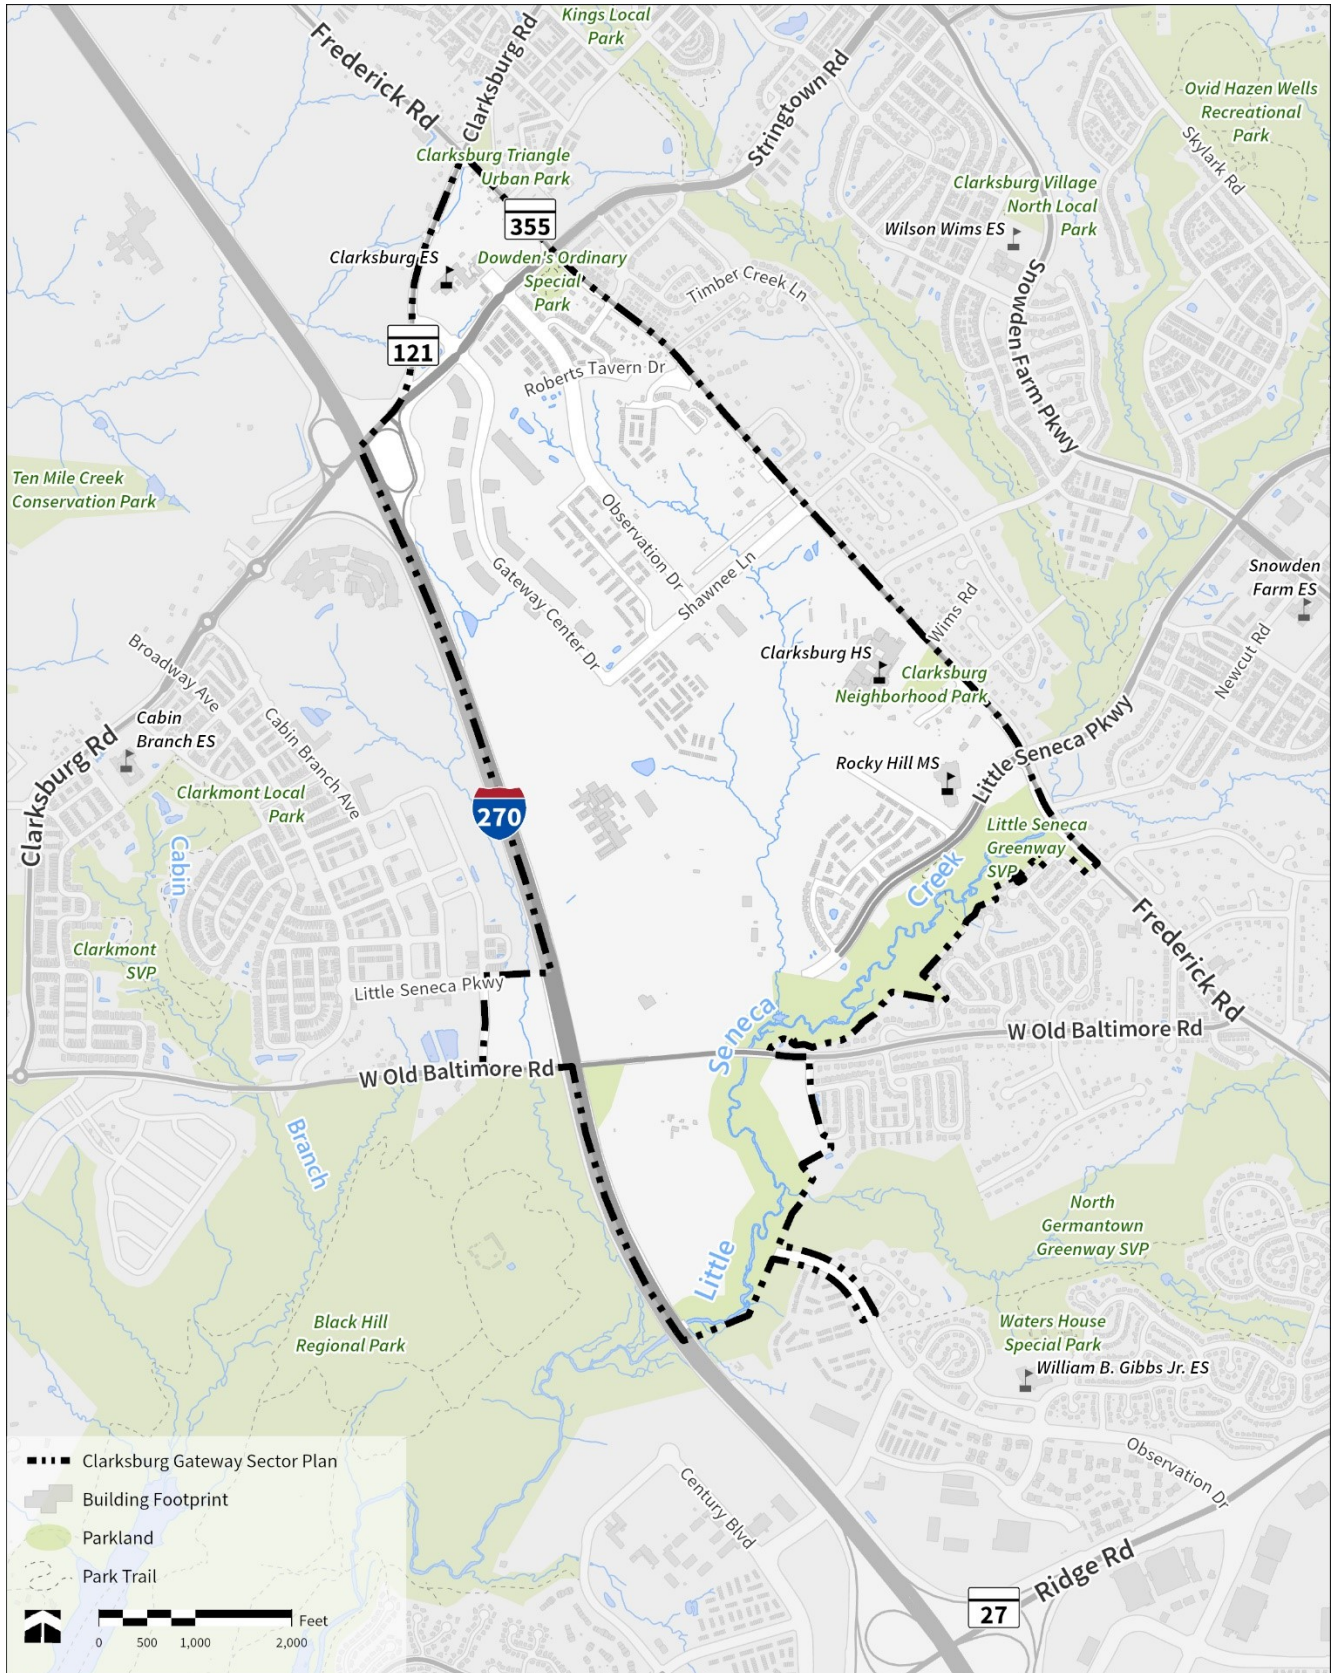 Kings Local
Park
Frederick Rd
Clarksburg Rd
Stringtown Rd
Ovid Hazen Wells
Recreational
Park
Skylark Rd
Clarksburg Triangle
Urban Park
355
Clarksburg Village
North Local
Park
Wilson Wims ES
Clarksburg ES
Dowden's Ordinary
Special
Park
Timber Creek Ln
Snowden Farm Pkwy
121
Roberts Tavern Dr
Ten Mile Creek
Conservation Park
Observation Dr
Gateway Center Dr
Shawnee Ln
Snowden
Farm ES
Wims Rd
Newcut Rd
Broadway Ave
Clarksburg HS
Clarksburg
Neighborhood Park
Cabin
Branch ES
Cabin Branch Ave
Clarksburg Rd
Little Seneca Pkwy
Rocky Hill MS
Clarkmont Local
Park
270
Little Seneca
Greenway
SVP
Cabin
Creek
Frederick Rd
Clarkmont
SVP
Little Seneca Pkwy
Seneca
W Old Baltimore Rd
W Old Baltimore Rd
Branch
North
Germantown
Greenway SVP
Little
Black Hill
Regional Park
Waters House
Special Park
William B. Gibbs Jr. ES
Observation Dr
Century Blvd
Ridge Rd
27
Clarksburg Gateway Sector Plan
Building Footprint
Parkland
Park Trail
Feet
0 500 1,000 2,000